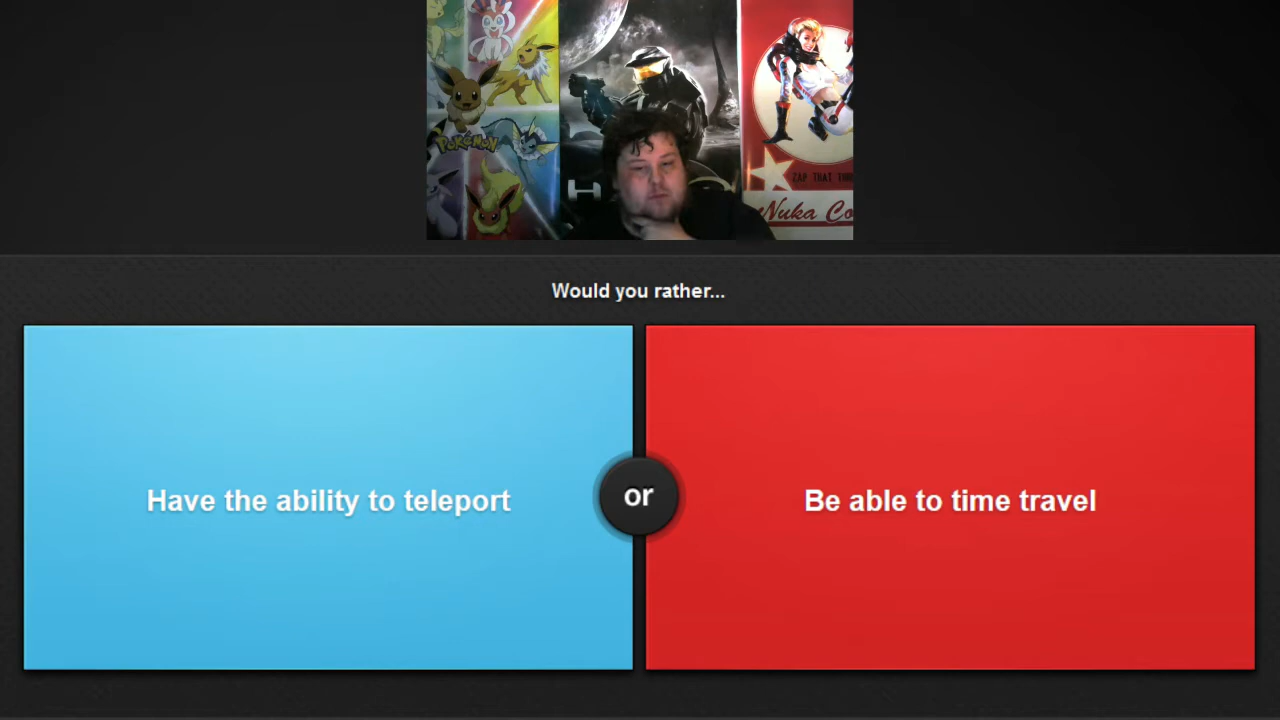 POKÉMON
ZAP THAT
Nuka Co
Would you rather...
Have the ability to teleport
or
Be able to time travel